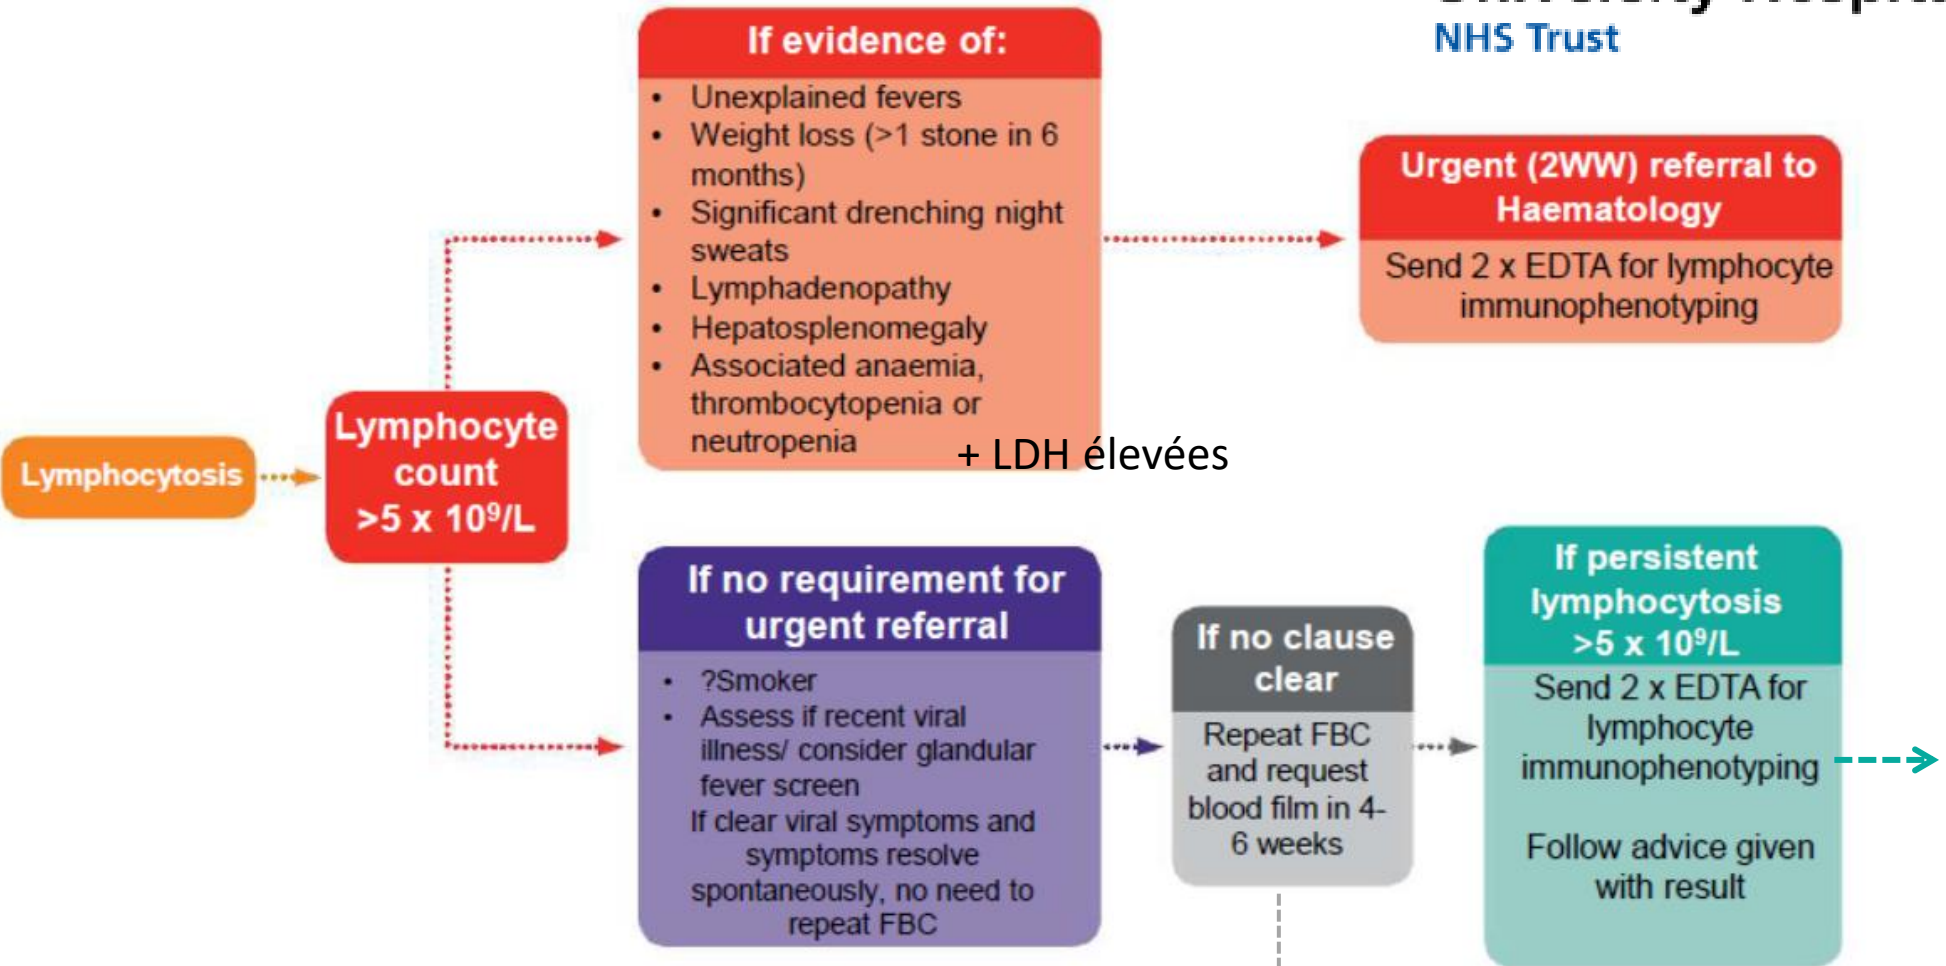 NHS Trust
If evidence of:
• Unexplained fevers
• Weight loss (>1 stone in 6
months)
• Significant drenching night
sweats
• Lymphadenopathy
• Hepatosplenomegaly
• Associated anaemia,
thrombocytopenia or
neutropenia
+ LDH élevées
Urgent (2WW) referral to
Haematology
Send 2 x EDTA for lymphocyte
immunophenotyping
Lymphocytosis
Lymphocyte
count
>5 x 10⁹/L
If no requirement for
urgent referral
• ?Smoker
• Assess if recent viral
illness/ consider glandular
fever screen
If clear viral symptoms and
symptoms resolve
spontaneously, no need to
repeat FBC
If no clause
clear
Repeat FBC
and request
blood film in 4-
6 weeks
If persistent
lymphocytosis
>5 x 10⁹/L
Send 2 x EDTA for
lymphocyte
immunophenotyping
Follow advice given
with result